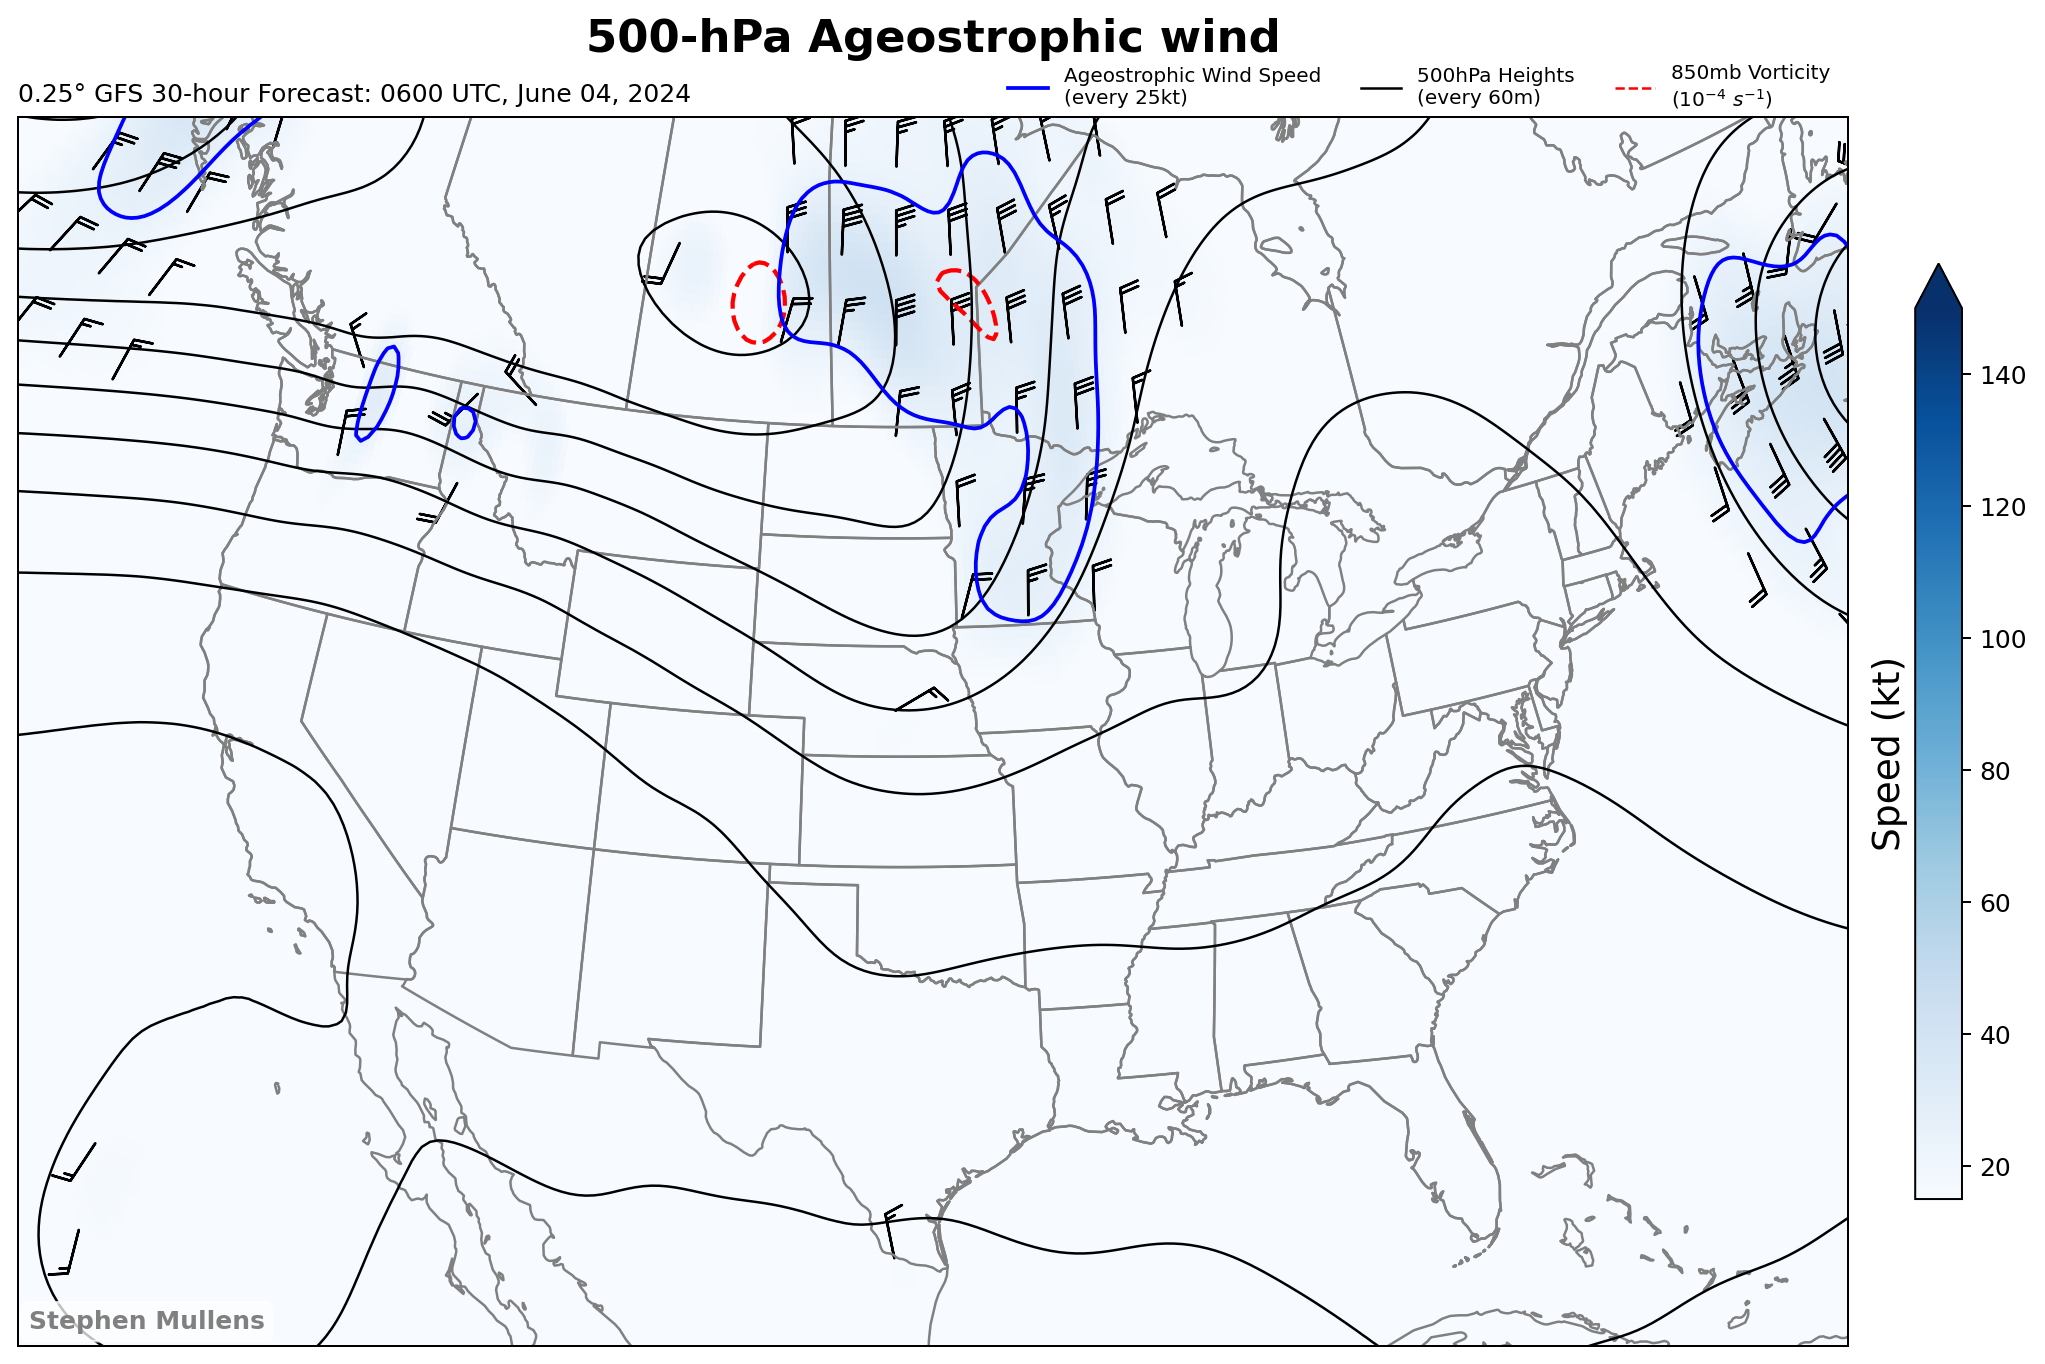 500-hPa Ageostrophic wind
0.25° GFS 30-hour Forecast: 0600 UTC, June 04, 2024
Ageostrophic Wind Speed
(every 25kt)
500hPa Heights
(every 60m)
850mb Vorticity
(10⁻⁴ s⁻¹)
140
120
100
80
60
40
20
Speed (kt)
Stephen Mullens